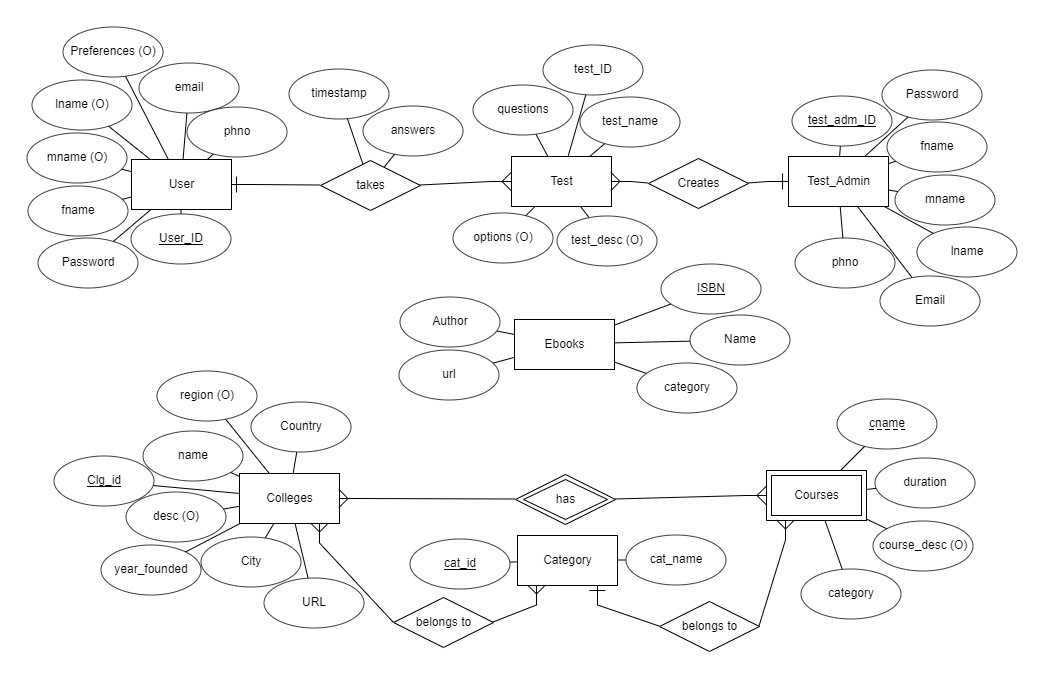 Preferences (O)
email
lname (O)
phno
mname (O)
User
fname
User_ID
Password
timestamp
answers
takes
test_ID
questions
test_name
Test
options (O)
test_desc (O)
Creates
Password
test_adm_ID
fname
Test_Admin
mname
lname
phno
Email
ISBN
Author
Name
Ebooks
url
category
region (O)
Country
name
Clg_id
Colleges
desc (O)
City
year_founded
URL
has
cname
duration
Courses
course_desc (O)
category
cat_id
Category
cat_name
belongs to
belongs to